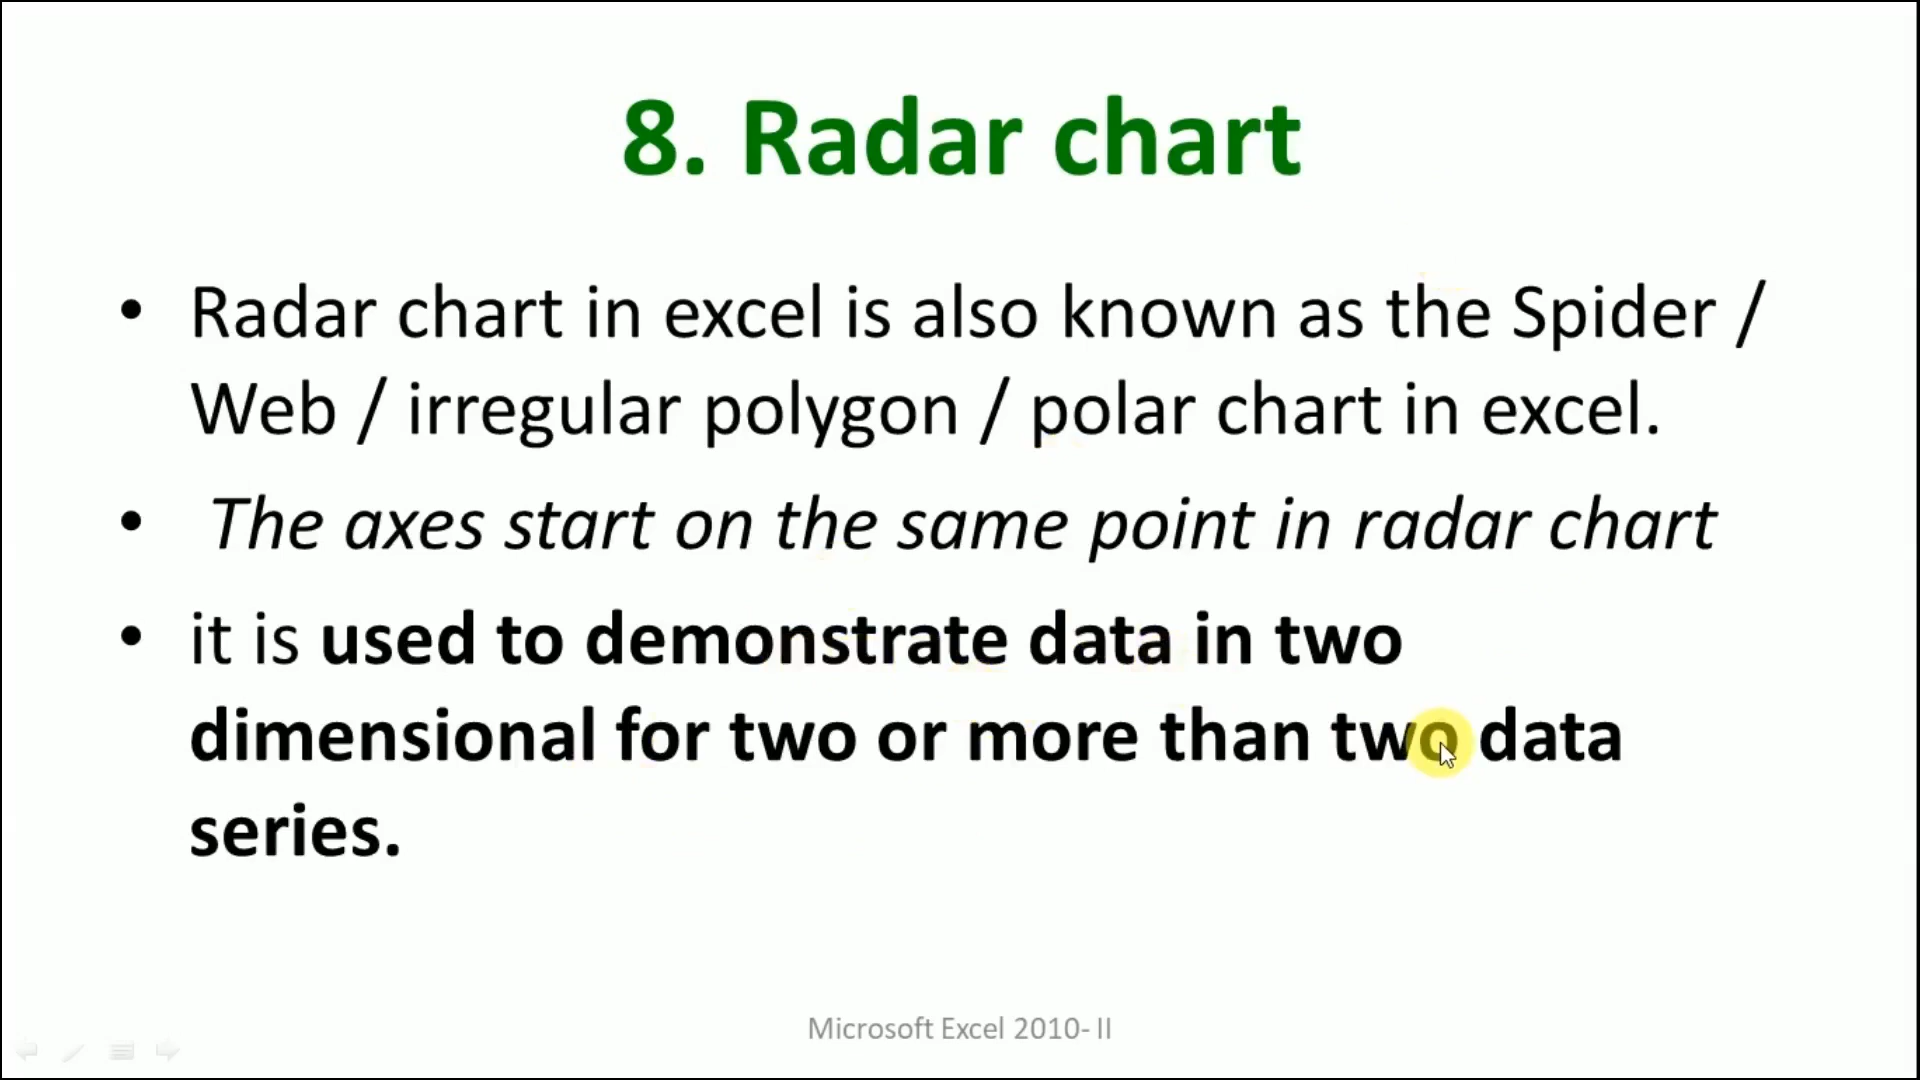 8. Radar chart
• Radar chart in excel is also known as the Spider /
Web / irregular polygon / polar chart in excel.
• The axes start on the same point in radar chart
• it is used to demonstrate data in two
dimensional for two or more than two data
series.
Microsoft Excel 2010- II